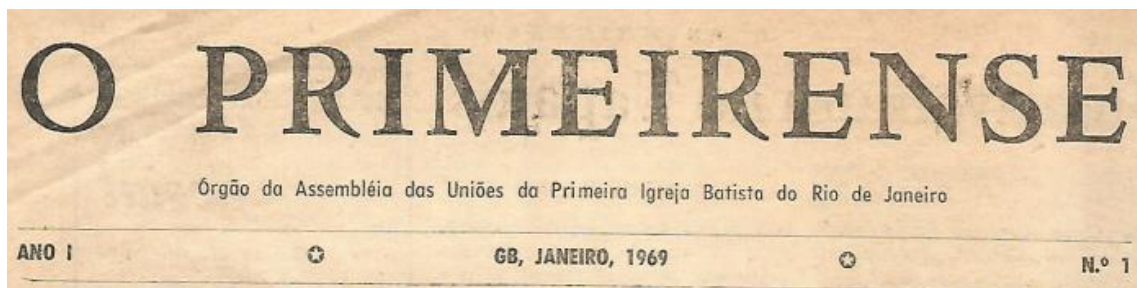 O PRIMEIRENSE
Órgão da Assembléia das Uniões da Primeira Igreja Batista do Rio de Janeiro
ANO I ✪ GB, JANEIRO, 1969 ✪ N.º 1